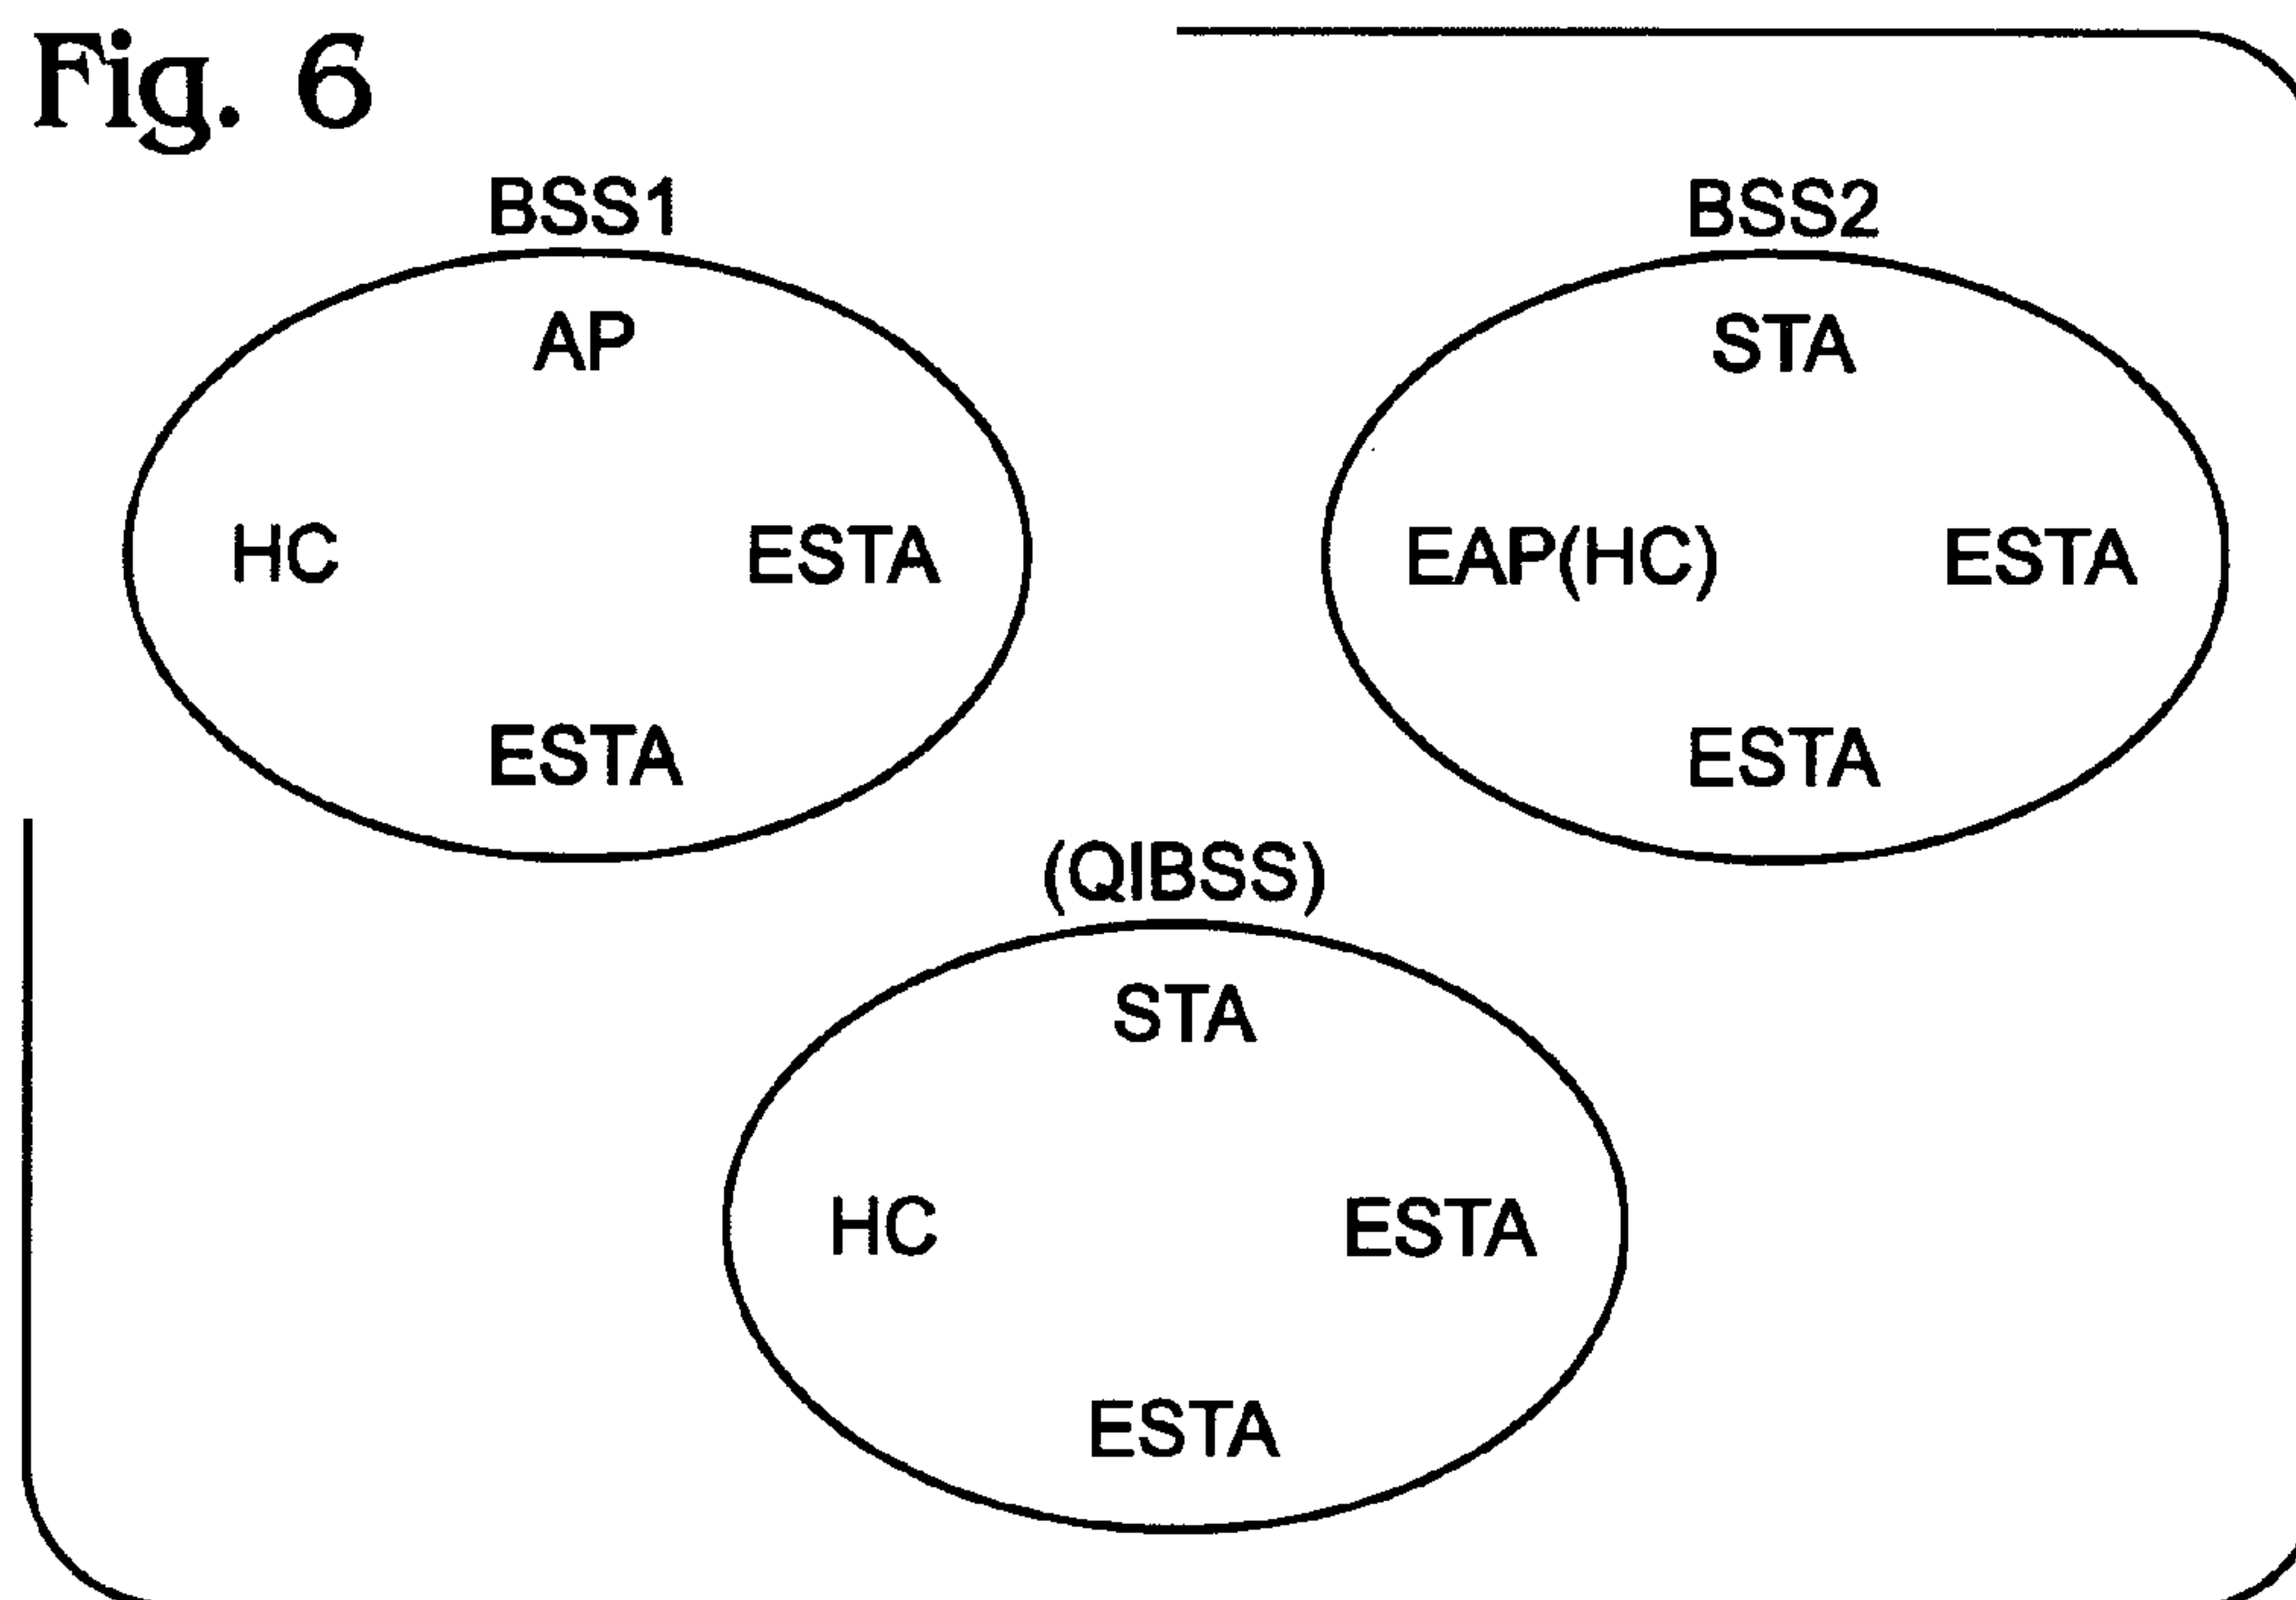 Fig. 6
BSS1
AP
HC ESTA
ESTA
BSS2
STA
EAP(HC) ESTA
ESTA
(QIBSS)
STA
HC ESTA
ESTA